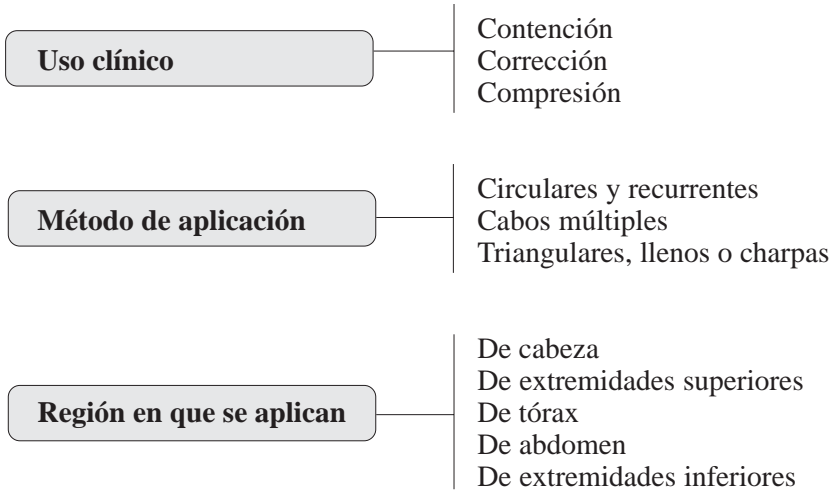 Uso clínico
Contención
Corrección
Compresión
Método de aplicación
Circulares y recurrentes
Cabos múltiples
Triangulares, llenos o charpas
Región en que se aplican
De cabeza
De extremidades superiores
De tórax
De abdomen
De extremidades inferiores